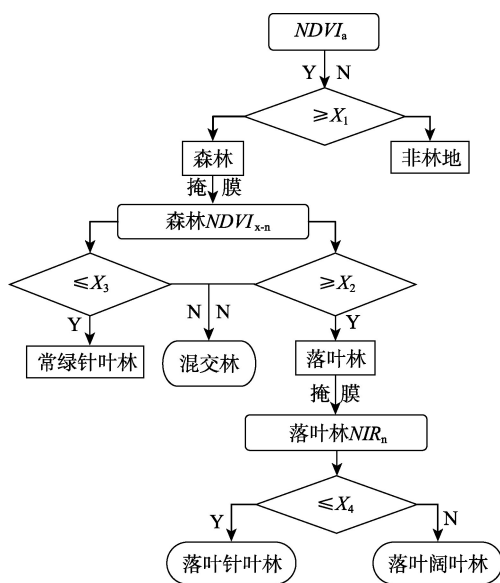 NDVIa
Y N
≥X1
森林
非林地
掩 膜
森林NDVIx-n
≤X3
≥X2
Y
N N
Y
常绿针叶林
混交林
落叶林
掩 膜
落叶林NIRn
≤X4
Y
N
落叶针叶林
落叶阔叶林